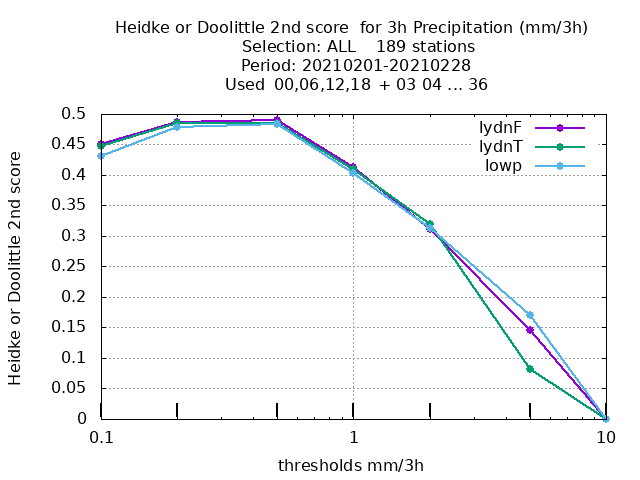 Heidke or Doolittle 2nd score  for 3h Precipitation (mm/3h)
Selection: ALL    189 stations
Period: 20210201-20210228
Used  00,06,12,18  + 03 04 ... 36
lydnF
lydnT
lowp
0.5
0.45
0.4
0.35
0.3
0.25
0.2
0.15
0.1
0.05
0
Heidke or Doolittle 2nd score
0.1 1 10
thresholds mm/3h